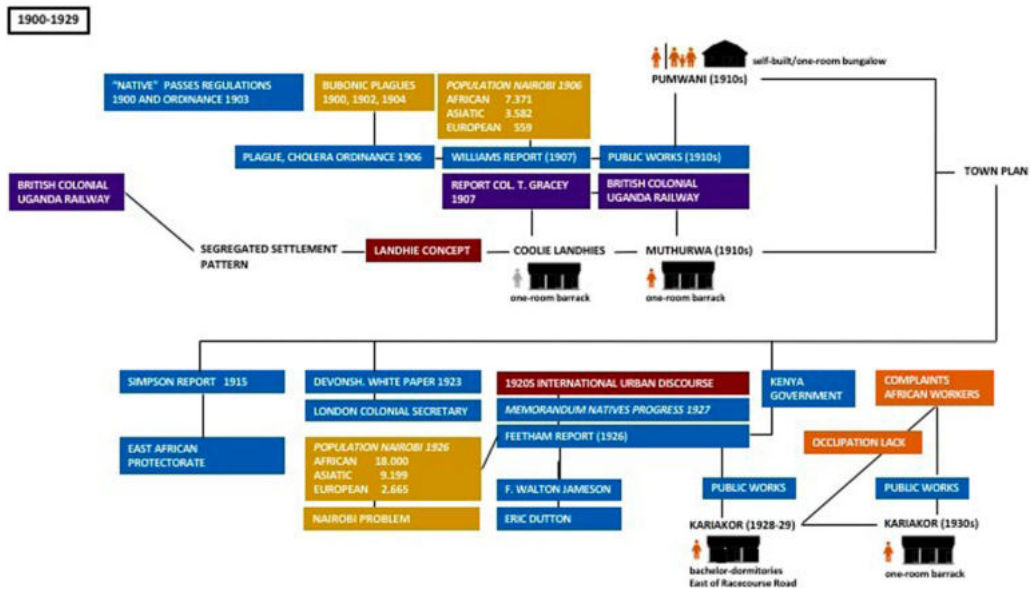 1900-1929
self-built/one-room bungalow
PUMWANI (1910s)
"NATIVE" PASSES REGULATIONS
1900 AND ORDINANCE 1903
BUBONIC PLAGUES
1900, 1902, 1904
POPULATION NAIROBI 1906
AFRICAN 7.371
ASIATIC 3.582
EUROPEAN 559
PLAGUE, CHOLERA ORDINANCE 1906
WILLIAMS REPORT (1907)
PUBLIC WORKS (1910s)
TOWN PLAN
BRITISH COLONIAL
UGANDA RAILWAY
REPORT COL. T. GRACEY
1907
BRITISH COLONIAL
UGANDA RAILWAY
SEGREGATED SETTLEMENT
PATTERN
LANDHIE CONCEPT
COOLIE LANDHIES
MUTHURWA (1910s)
one-room barrack
one-room barrack
SIMPSON REPORT 1915
DEVONSH. WHITE PAPER 1923
1920S INTERNATIONAL URBAN DISCOURSE
KENYA
GOVERNMENT
COMPLAINTS
AFRICAN WORKERS
LONDON COLONIAL SECRETARY
MEMORANDUM NATIVES PROGRESS 1927
EAST AFRICAN
PROTECTORATE
POPULATION NAIROBI 1926
AFRICAN 18.000
ASIATIC 9.199
EUROPEAN 2.665
FEETHAM REPORT (1926)
OCCUPATION LACK
F. WALTON JAMESON
PUBLIC WORKS
PUBLIC WORKS
NAIROBI PROBLEM
ERIC DUTTON
KARIAKOR (1928-29)
KARIAKOR (1930s)
bachelor-dormitories
East of Racecourse Road
one-room barrack